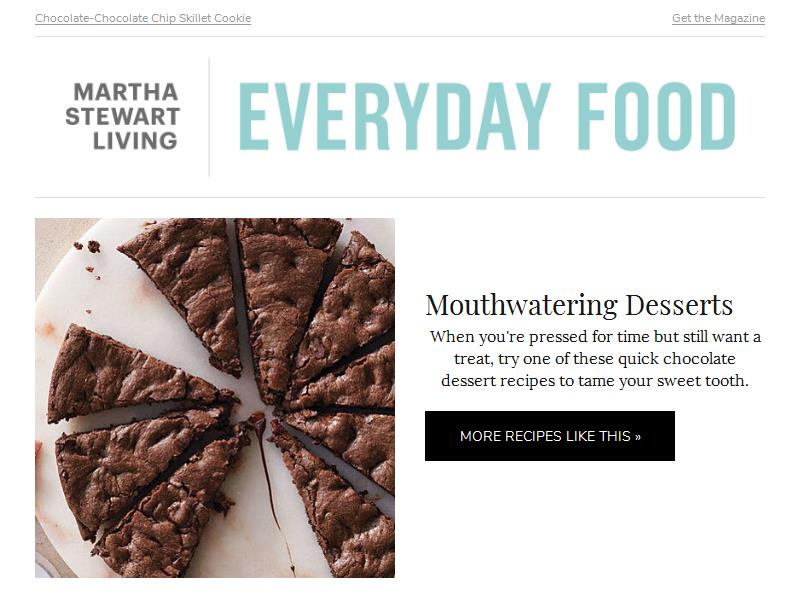 Chocolate-Chocolate Chip Skillet Cookie
Get the Magazine
MARTHA
STEWART
LIVING
EVERYDAY FOOD
Mouthwatering Desserts
When you're pressed for time but still want a
treat, try one of these quick chocolate
dessert recipes to tame your sweet tooth.
MORE RECIPES LIKE THIS »